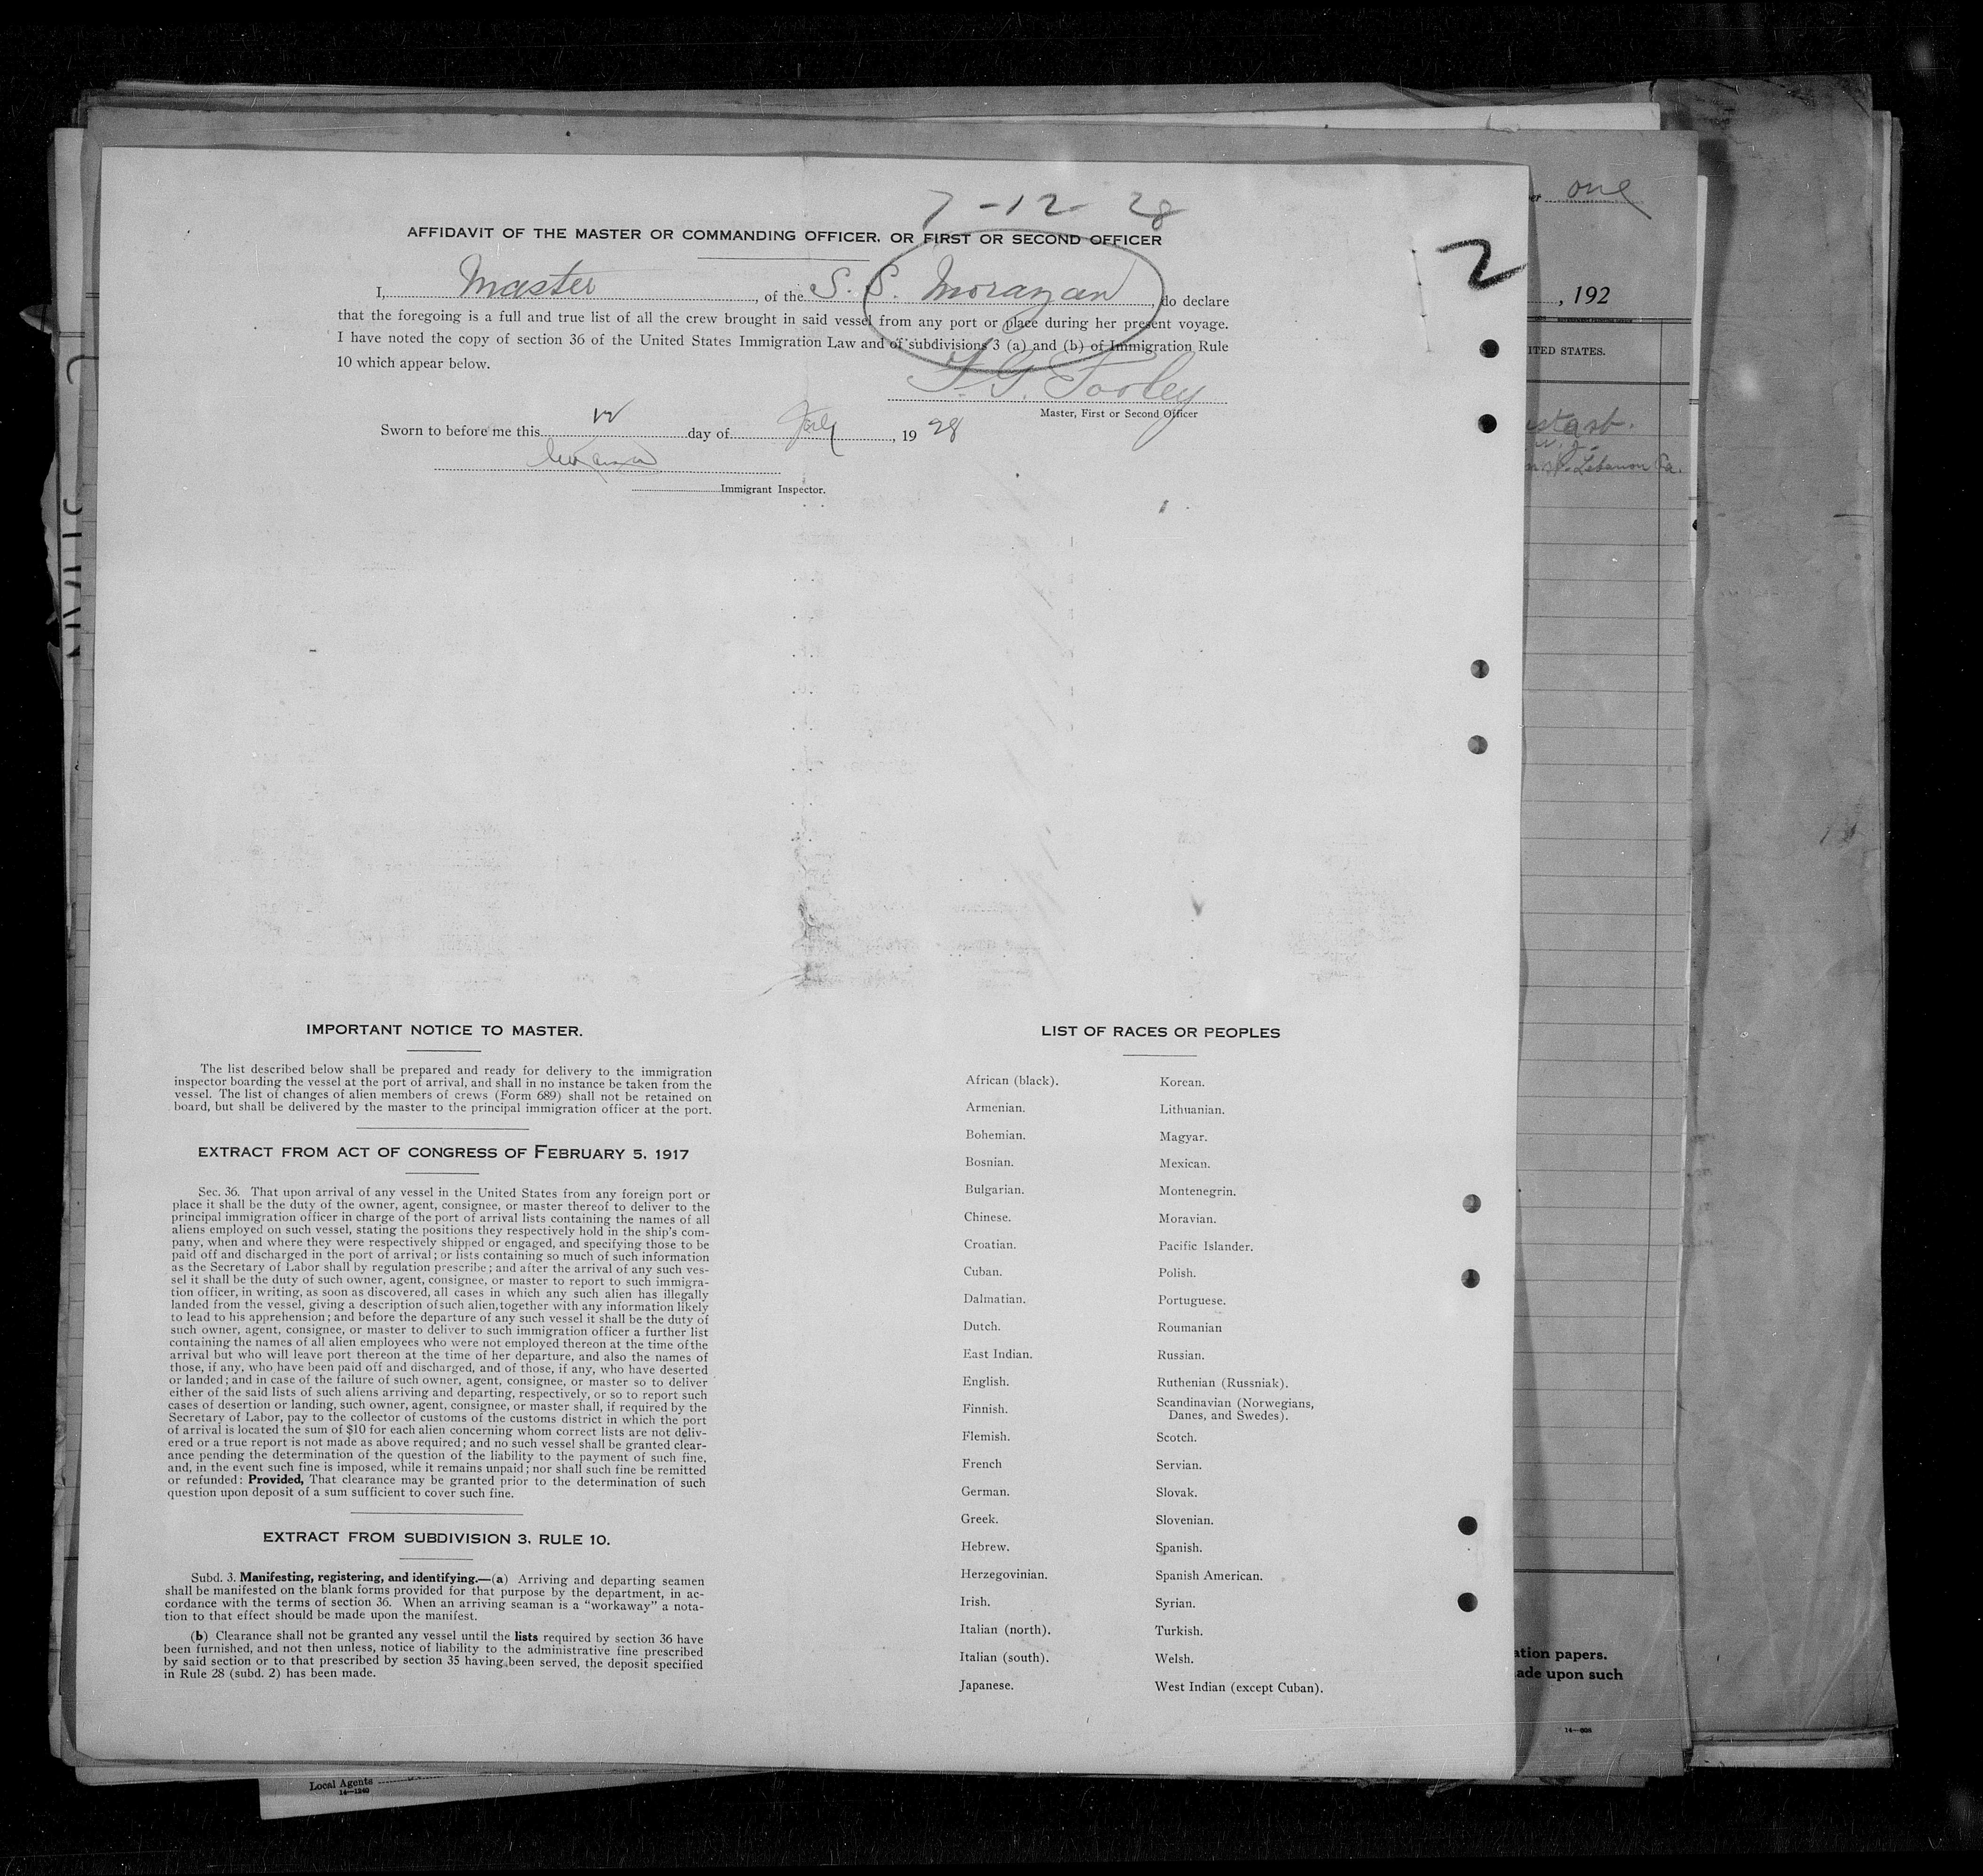 7-12-28
AFFIDAVIT OF THE MASTER OR COMMANDING OFFICER, OR FIRST OR SECOND OFFICER
2
I, Master, of the S. S. Morazan, do declare
that the foregoing is a full and true list of all the crew brought in said vessel from any port or place during her present voyage.
I have noted the copy of section 36 of the United States Immigration Law and of subdivisions 3 (a) and (b) of Immigration Rule
10 which appear below.
Master, First or Second Officer
Sworn to before me this 12 day of July, 1928
Immigrant Inspector.
IMPORTANT NOTICE TO MASTER.
The list described below shall be prepared and ready for delivery to the immigration
inspector boarding the vessel at the port of arrival, and shall in no instance be taken from the
vessel. The list of changes of alien members of crews (Form 689) shall not be retained on
board, but shall be delivered by the master to the principal immigration officer at the port.
EXTRACT FROM ACT OF CONGRESS OF FEBRUARY 5, 1917
Sec. 36. That upon arrival of any vessel in the United States from any foreign port or
place it shall be the duty of the owner, agent, consignee, or master thereof to deliver to the
principal immigration officer in charge of the port of arrival lists containing the names of all
aliens employed on such vessel, stating the positions they respectively hold in the ship's com-
pany, when and where they were respectively shipped or engaged, and specifying those to be
paid off and discharged in the port of arrival; or lists containing so much of such information
as the Secretary of Labor shall by regulation prescribe; and after the arrival of any such ves-
sel it shall be the duty of such owner, agent, consignee, or master to report to such immigra-
tion officer, in writing, as soon as discovered, all cases in which any such alien has illegally
landed from the vessel, giving a description of such alien, together with any information likely
to lead to his apprehension; and before the departure of any such vessel it shall be the duty of
such owner, agent, consignee, or master to deliver to such immigration officer a further list
containing the names of all alien employees who were not employed thereon at the time of the
arrival but who will leave port thereon at the time of her departure, and also the names of
those, if any, who have been paid off and discharged, and of those, if any, who have deserted
or landed; and in case of the failure of such owner, agent, consignee, or master so to deliver
either of the said lists of such aliens arriving and departing, respectively, or so to report such
cases of desertion or landing, such owner, agent, consignee, or master shall, if required by the
Secretary of Labor, pay to the collector of customs of the customs district in which the port
of arrival is located the sum of $10 for each alien concerning whom correct lists are not deliv-
ered or a true report is not made as above required; and no such vessel shall be granted clear-
ance pending the determination of the question of the liability to the payment of such fine,
and, in the event such fine is imposed, while it remains unpaid; nor shall such fine be remitted
or refunded: Provided, That clearance may be granted prior to the determination of such
question upon deposit of a sum sufficient to cover such fine.
EXTRACT FROM SUBDIVISION 3, RULE 10.
Subd. 3. Manifesting, registering, and identifying.—(a) Arriving and departing seamen
shall be manifested on the blank forms provided for that purpose by the department, in ac-
cordance with the terms of section 36. When an arriving seaman is a "workaway" a nota-
tion to that effect should be made upon the manifest.
(b) Clearance shall not be granted any vessel until the lists required by section 36 have
been furnished, and not then unless, notice of liability to the administrative fine prescribed
by said section or to that prescribed by section 35 having been served, the deposit specified
in Rule 28 (subd. 2) has been made.
LIST OF RACES OR PEOPLES
African (black).
Armenian.
Bohemian.
Bosnian.
Bulgarian.
Chinese.
Croatian.
Cuban.
Dalmatian.
Dutch.
East Indian.
English.
Finnish.
Flemish.
French
German.
Greek.
Hebrew.
Herzegovinian.
Irish.
Italian (north).
Italian (south).
Japanese.
Korean.
Lithuanian.
Magyar.
Mexican.
Montenegrin.
Moravian.
Pacific Islander.
Polish.
Portuguese.
Roumanian
Russian.
Ruthenian (Russniak).
Scandinavian (Norwegians,
Danes, and Swedes).
Scotch.
Servian.
Slovak.
Slovenian.
Spanish.
Spanish American.
Syrian.
Turkish.
Welsh.
West Indian (except Cuban).
one
, 192
ITED STATES.
Lebanon Pa.
ation papers.
ade upon such
Local Agents
14—1240